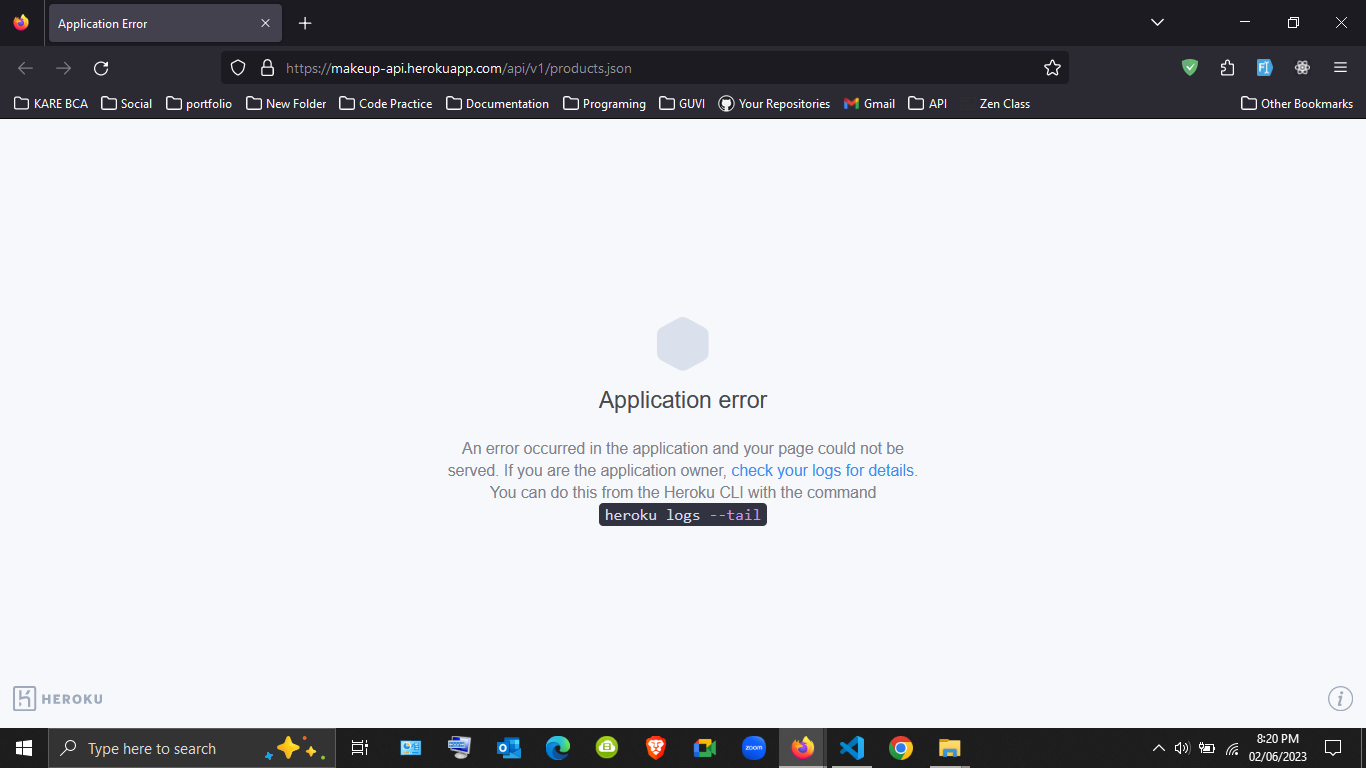 Application Error
https://makeup-api.herokuapp.com/api/v1/products.json
KARE BCA Social portfolio New Folder Code Practice Documentation Programing GUVI Your Repositories Gmail API Zen Class Other Bookmarks
Application error
An error occurred in the application and your page could not be
served. If you are the application owner, check your logs for details.
You can do this from the Heroku CLI with the command
heroku logs --tail
HEROKU
Type here to search
zoom
8:20 PM
02/06/2023